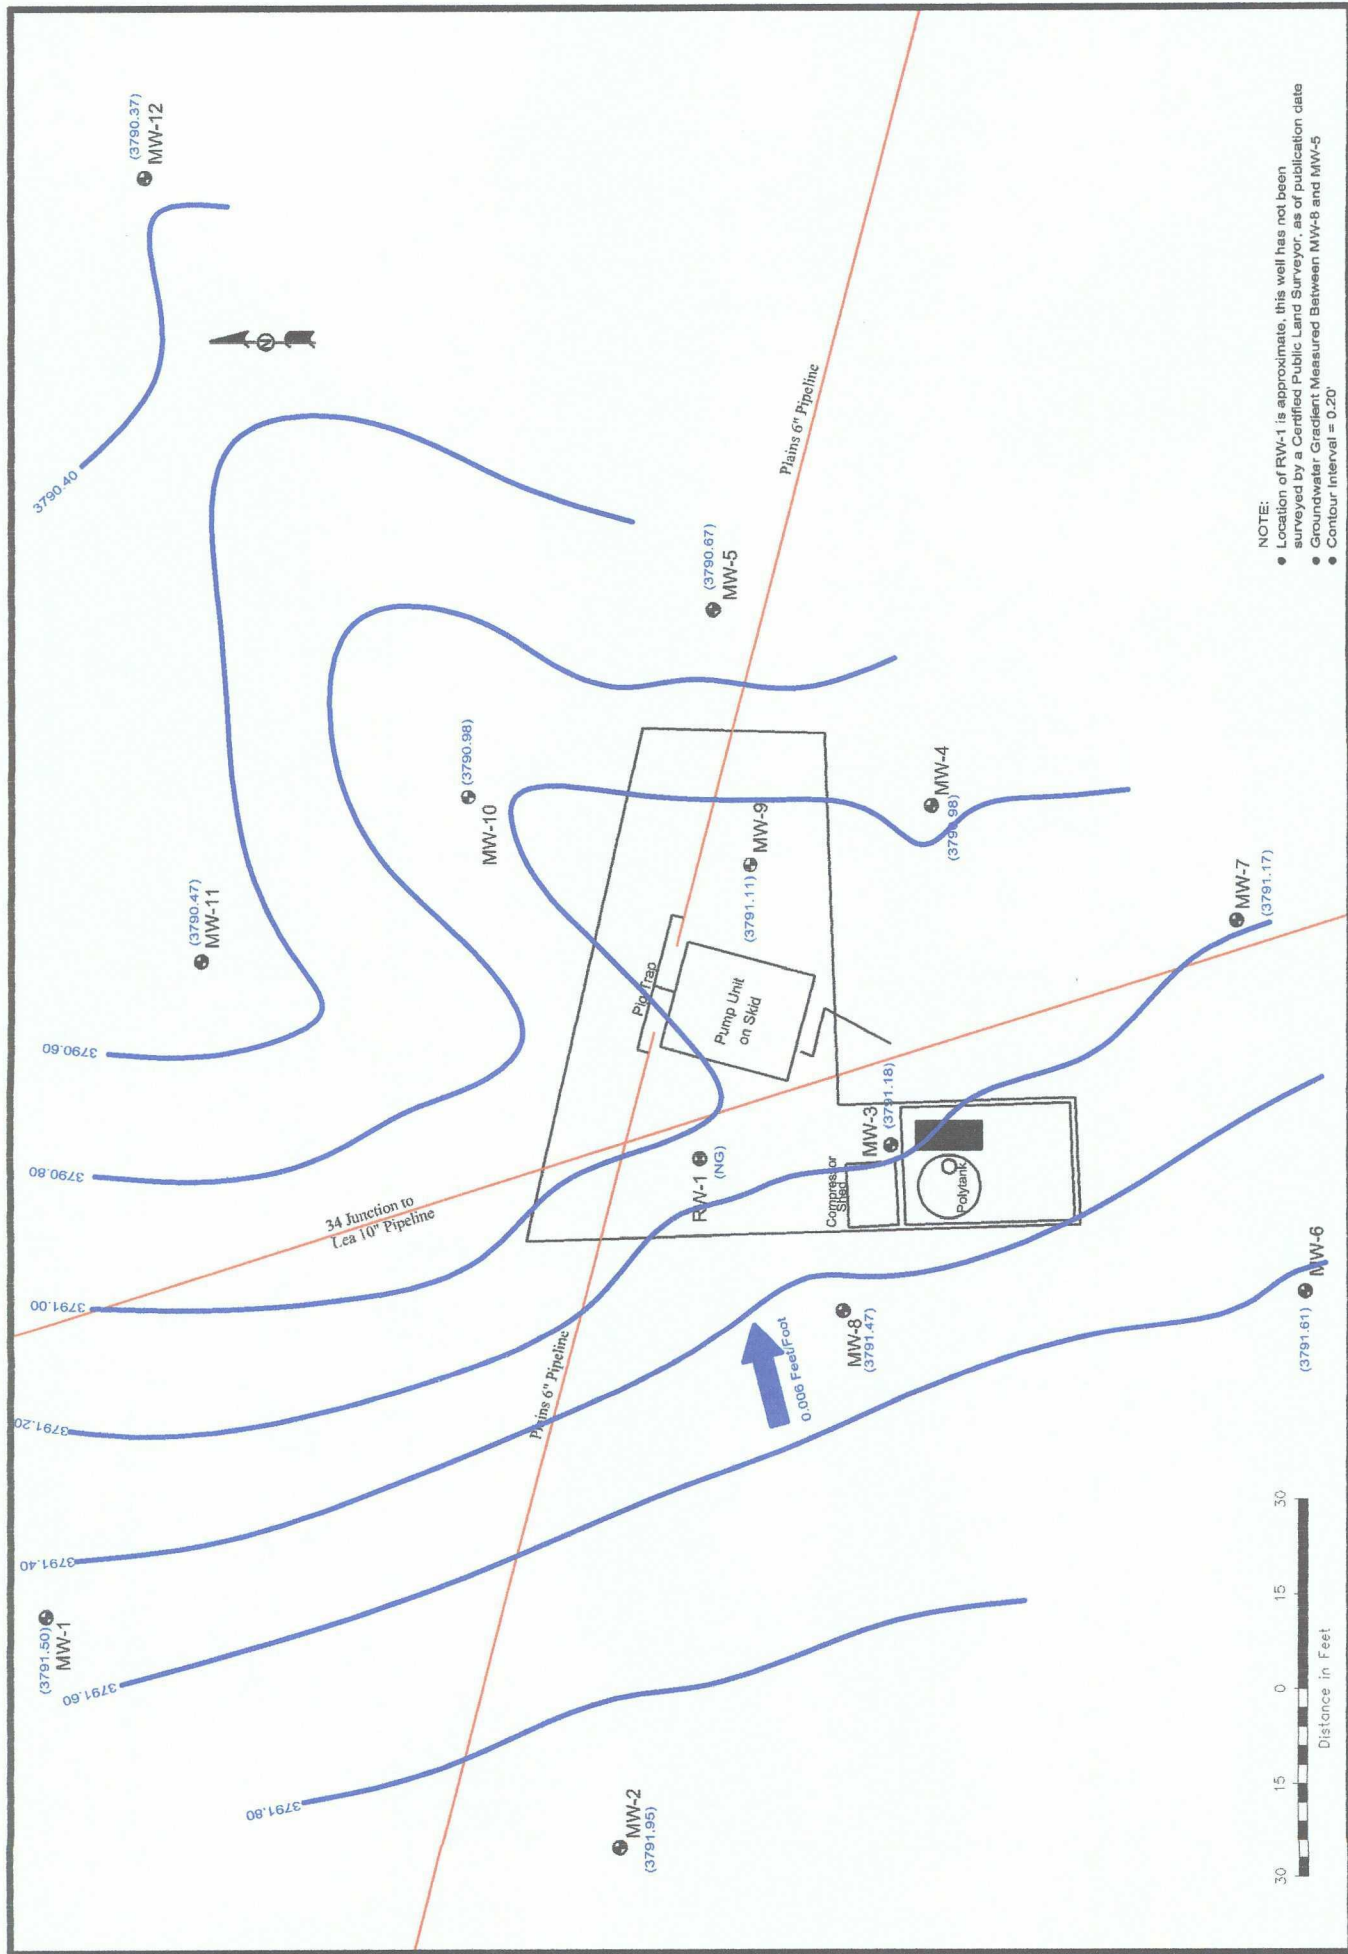 (3790.37)
MW-12
3790.40
N
(3790.47)
MW-11
3790.60
(3790.98)
MW-10
3790.80
(3790.67)
MW-5
Plains 6" Pipeline
34 Junction to
Lea 10" Pipeline
3791.00
3791.20
3791.40
(3791.50)
MW-1
3791.60
3791.80
MW-2
(3791.95)
Plains 6" Pipeline
Pig Trap
Pump Unit
on Skid
(3791.11)
MW-9
MW-4
(3790.98)
RW-1
(NG)
Compressor
Shed
MW-3
(3791.18)
Polytank
MW-7
(3791.17)
MW-8
(3791.47)
0.006 Feet/Foot
(3791.61)
MW-6
30 15 0 15 30
Distance in Feet
NOTE:
● Location of RW-1 is approximate, this well has not been
surveyed by a Certified Public Land Surveyor, as of publication date
● Groundwater Gradient Measured Between MW-8 and MW-5
● Contour Interval = 0.20'